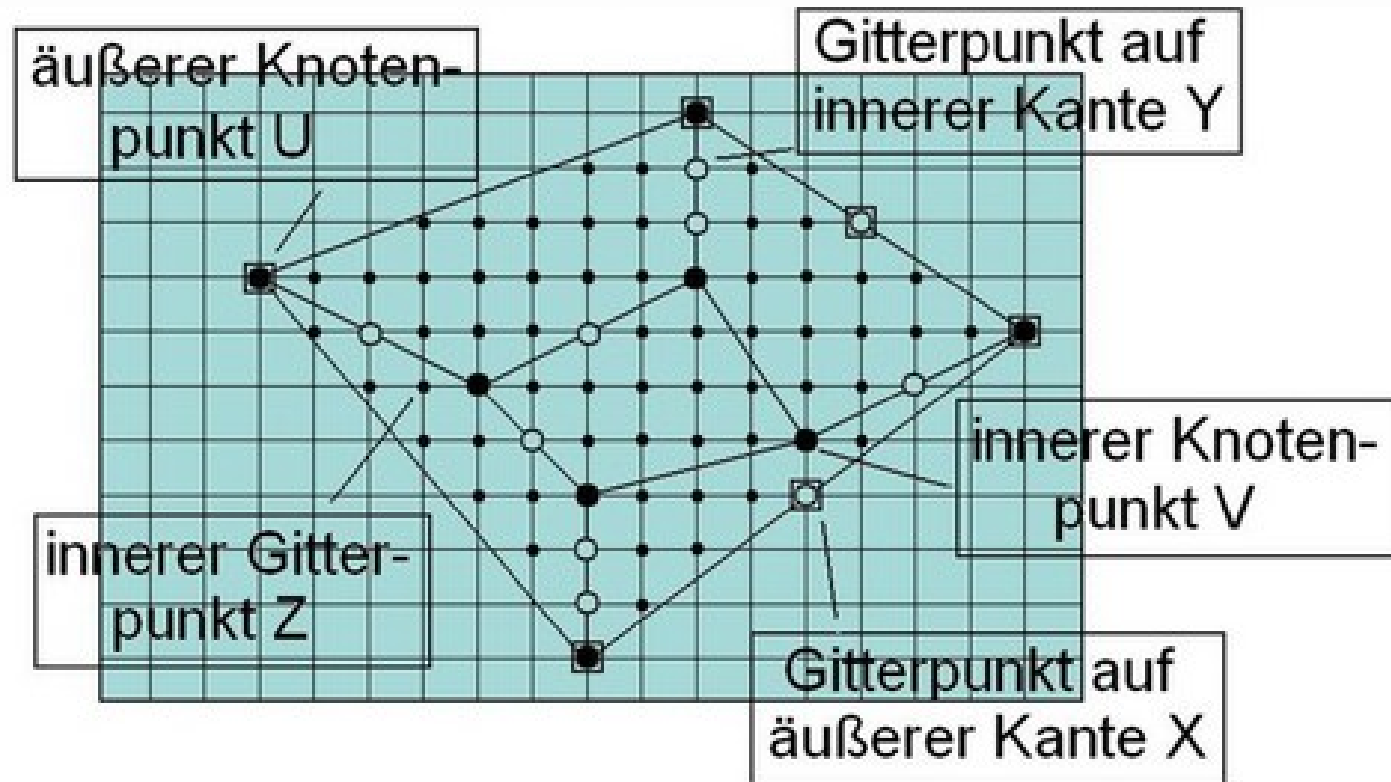 äußerer Knoten-
punkt U
Gitterpunkt auf
innerer Kante Y
innerer Knoten-
punkt V
innerer Gitter-
punkt Z
Gitterpunkt auf
äußerer Kante X